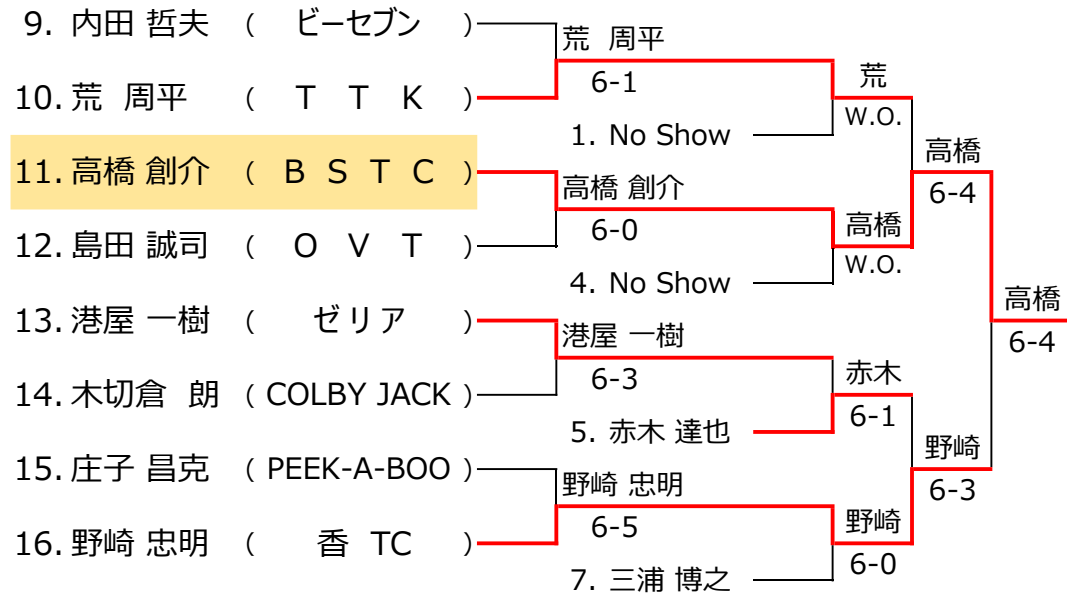 9. 内田 哲夫 ( ビーセブン )
10. 荒 周平 ( T T K )
11. 高橋 創介 ( B S T C )
12. 島田 誠司 ( O V T )
13. 港屋 一樹 ( ゼリア )
14. 木切倉 朗 ( COLBY JACK )
15. 庄子 昌克 ( PEEK-A-BOO )
16. 野崎 忠明 ( 香 TC )
荒 周平
6-1
1. No Show
高橋 創介
6-0
4. No Show
港屋 一樹
6-3
5. 赤木 達也
野崎 忠明
6-5
7. 三浦 博之
荒
W.O.
高橋
W.O.
赤木
6-1
野崎
6-0
高橋
6-4
野崎
6-3
高橋
6-4